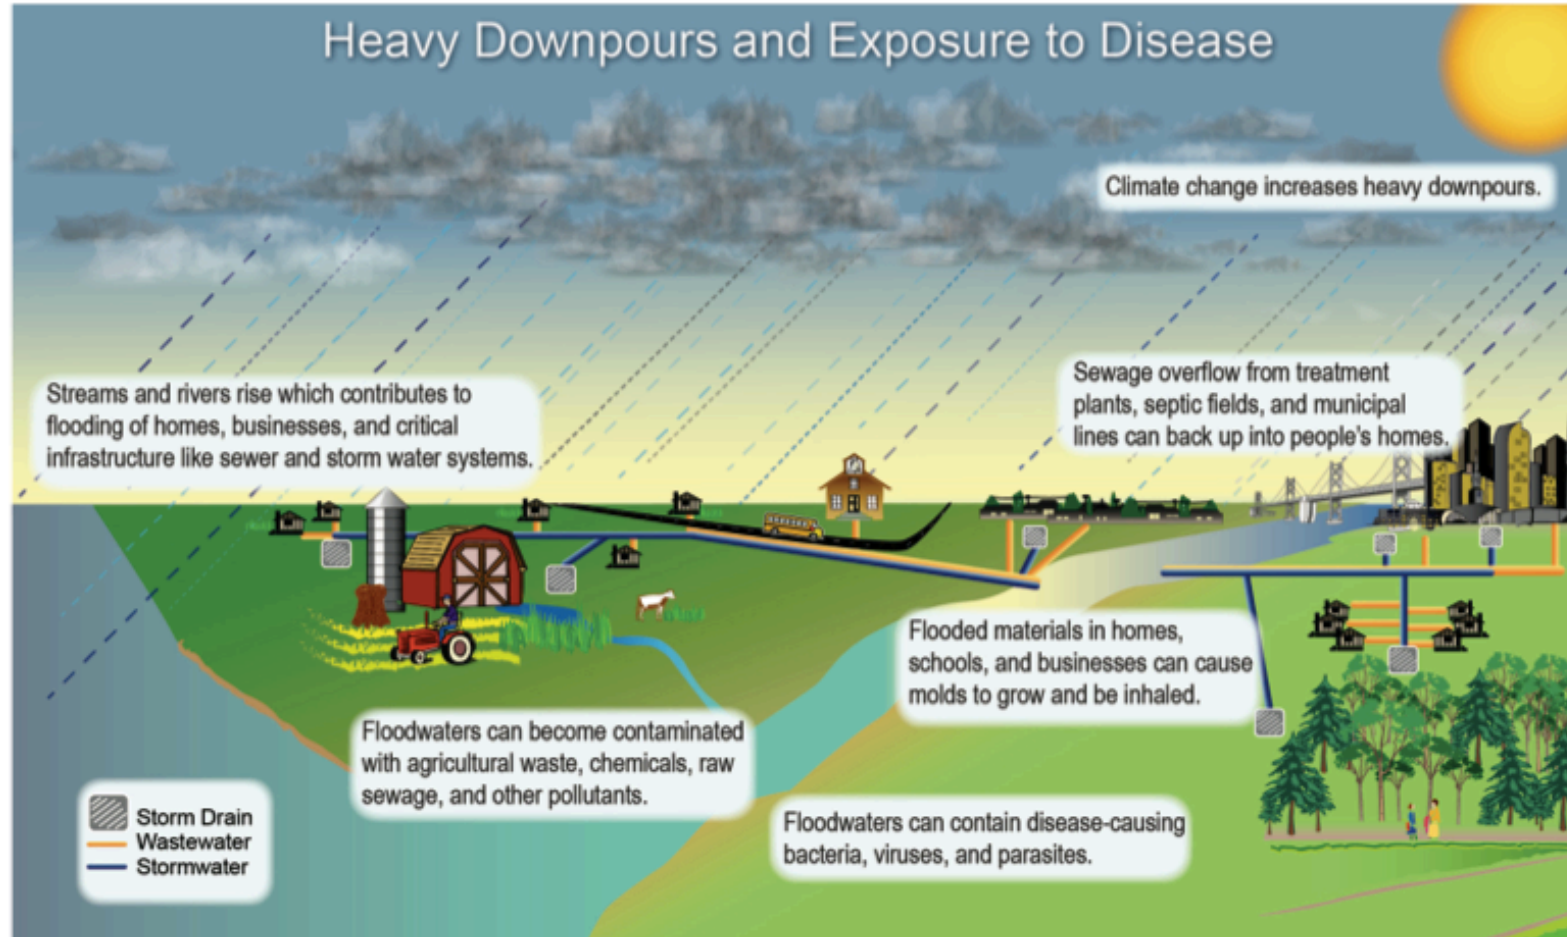 Heavy Downpours and Exposure to Disease
Climate change increases heavy downpours.
Streams and rivers rise which contributes to
flooding of homes, businesses, and critical
infrastructure like sewer and storm water systems.
Sewage overflow from treatment
plants, septic fields, and municipal
lines can back up into people's homes.
Flooded materials in homes,
schools, and businesses can cause
molds to grow and be inhaled.
Floodwaters can become contaminated
with agricultural waste, chemicals, raw
sewage, and other pollutants.
Floodwaters can contain disease-causing
bacteria, viruses, and parasites.
Storm Drain
Wastewater
Stormwater